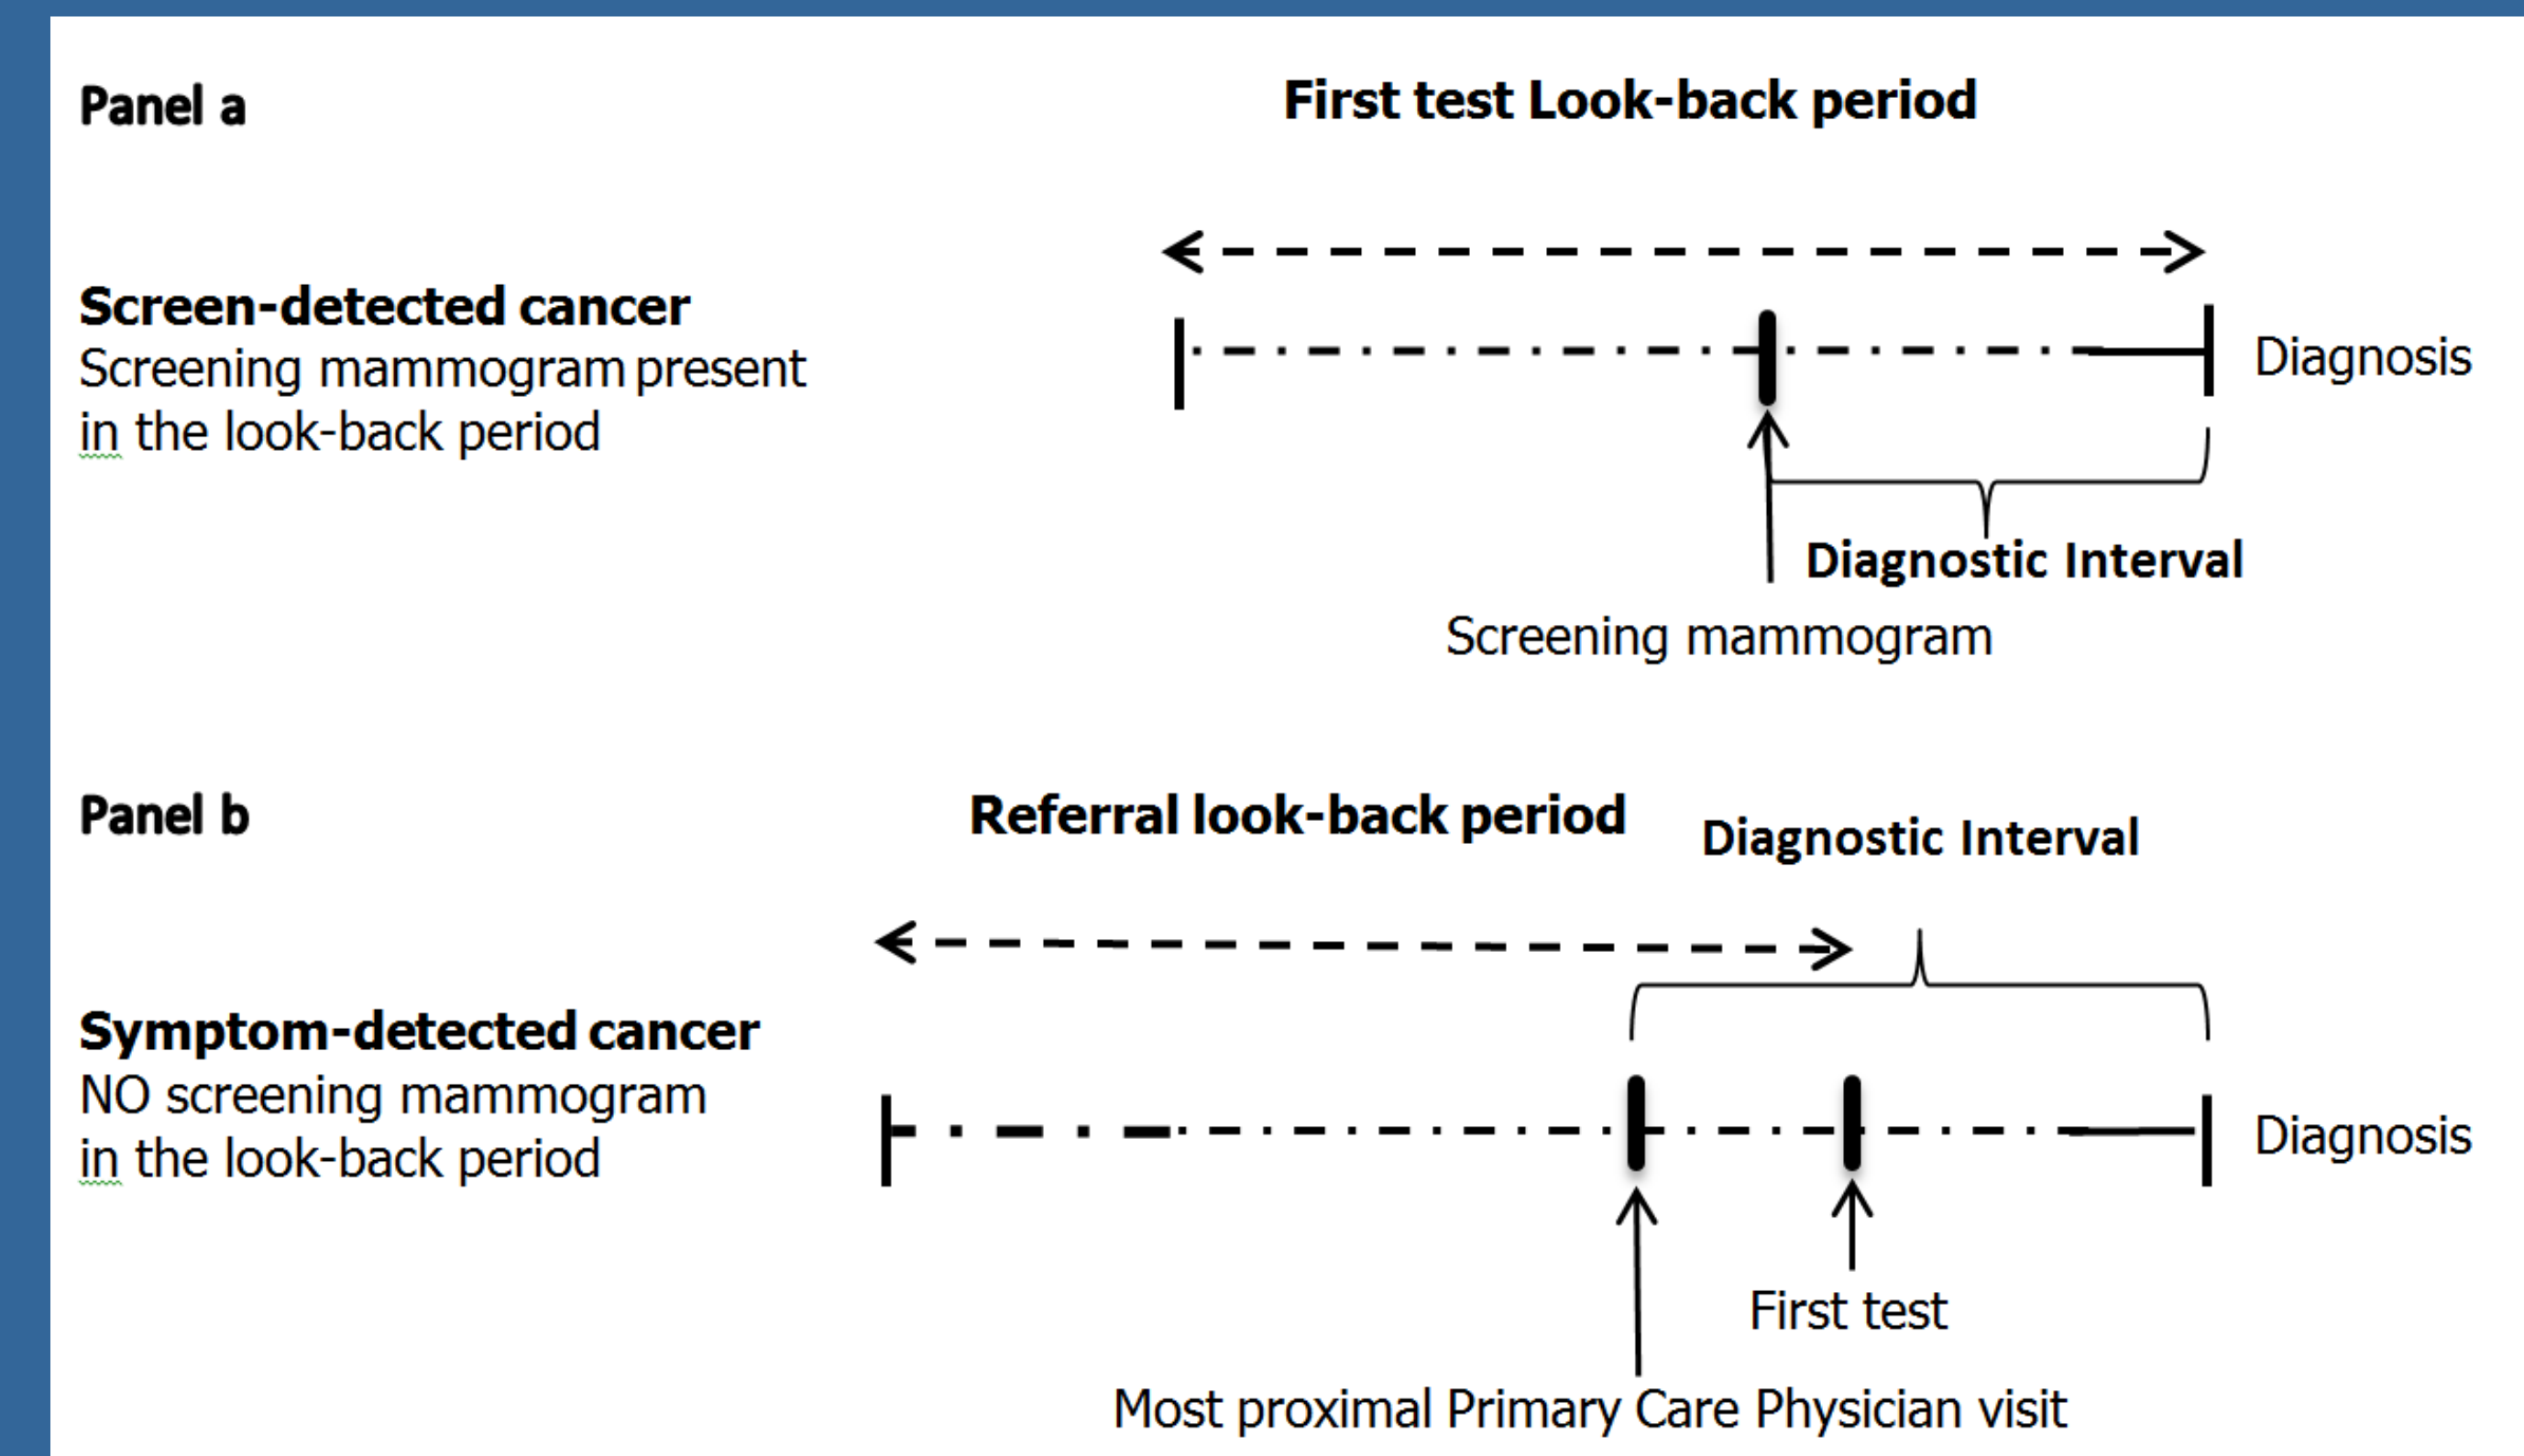 Panel a
First test Look-back period
Screen-detected cancer
Screening mammogram present
in the look-back period
Diagnosis
Diagnostic Interval
Screening mammogram
Panel b
Referral look-back period
Diagnostic Interval
Symptom-detected cancer
NO screening mammogram
in the look-back period
Diagnosis
First test
Most proximal Primary Care Physician visit